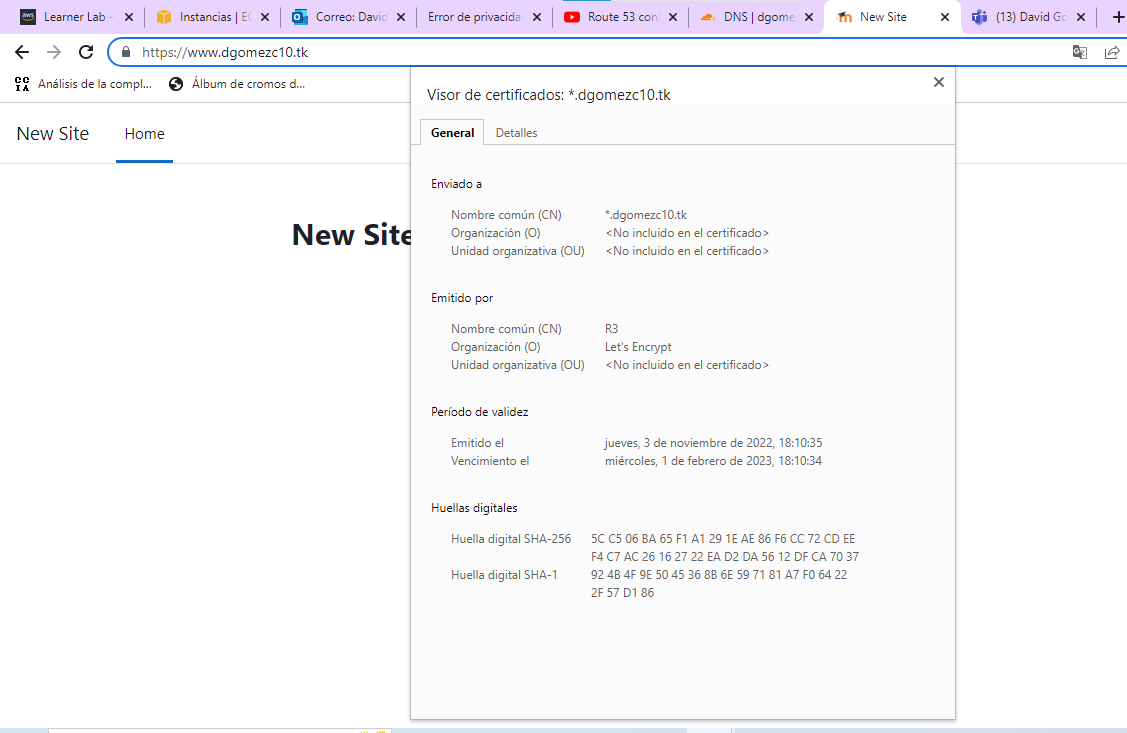 aws Learner Lab -
Instancias | EC
Correo: David
Error de privacidad
Route 53 con
DNS | dgome
New Site
(13) David Go
https://www.dgomezc10.tk
CC IA Análisis de la compl...
Álbum de cromos d...
New Site Home
New Site
Visor de certificados: *.dgomezc10.tk
General Detalles
Enviado a
Nombre común (CN) *.dgomezc10.tk
Organización (O) <No incluido en el certificado>
Unidad organizativa (OU) <No incluido en el certificado>
Emitido por
Nombre común (CN) R3
Organización (O) Let's Encrypt
Unidad organizativa (OU) <No incluido en el certificado>
Período de validez
Emitido el jueves, 3 de noviembre de 2022, 18:10:35
Vencimiento el miércoles, 1 de febrero de 2023, 18:10:34
Huellas digitales
Huella digital SHA-256 5C C5 06 BA 65 F1 A1 29 1E AE 86 F6 CC 72 CD EE
F4 C7 AC 26 16 27 22 EA D2 DA 56 12 DF CA 70 37
Huella digital SHA-1 92 4B 4F 9E 50 45 36 8B 6E 59 71 81 A7 F0 64 22
2F 57 D1 86